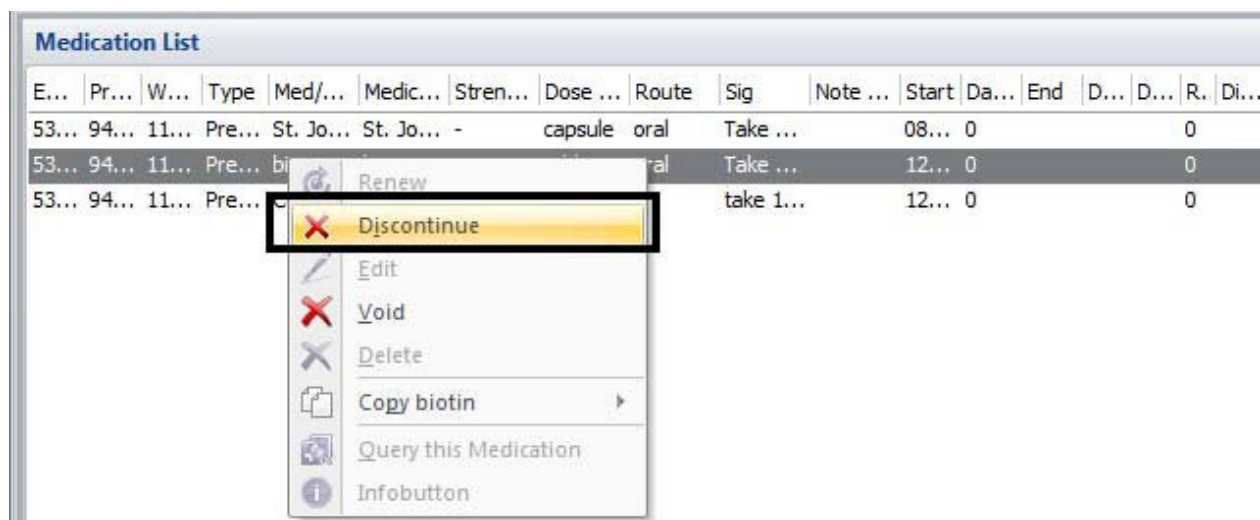 Medication List
E... Pr... W... Type Med/... Medic... Stren... Dose ... Route Sig Note ... Start Da... End D... D... R.. Di...
53... 94... 11... Pre... St. Jo... St. Jo... - capsule oral Take ... 08... 0 0
53... 94... 11... Pre... Take ... 12... 0 0
53... 94... 11... Pre... take 1... 12... 0 0
Renew
Discontinue
Edit
Void
Delete
Copy biotin
Query this Medication
Infobutton